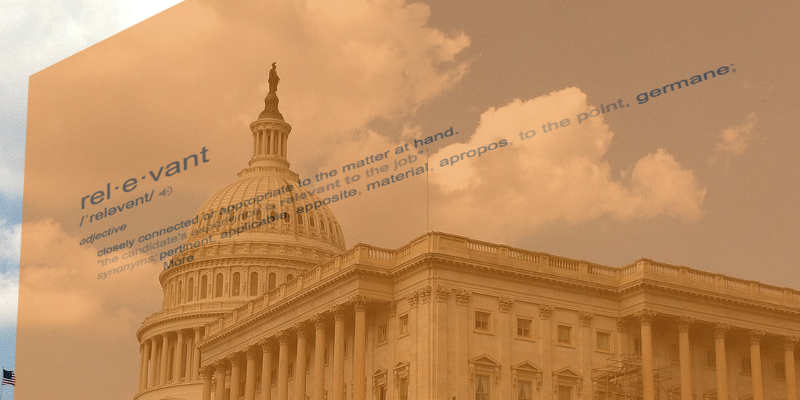 rel·e·vant
/ˈreləvənt/
adjective
closely connected or appropriate to the matter at hand.
"the candidate's experience is relevant to the job"
synonyms: pertinent, applicable, apposite, material, apropos, to the point, germane;
More